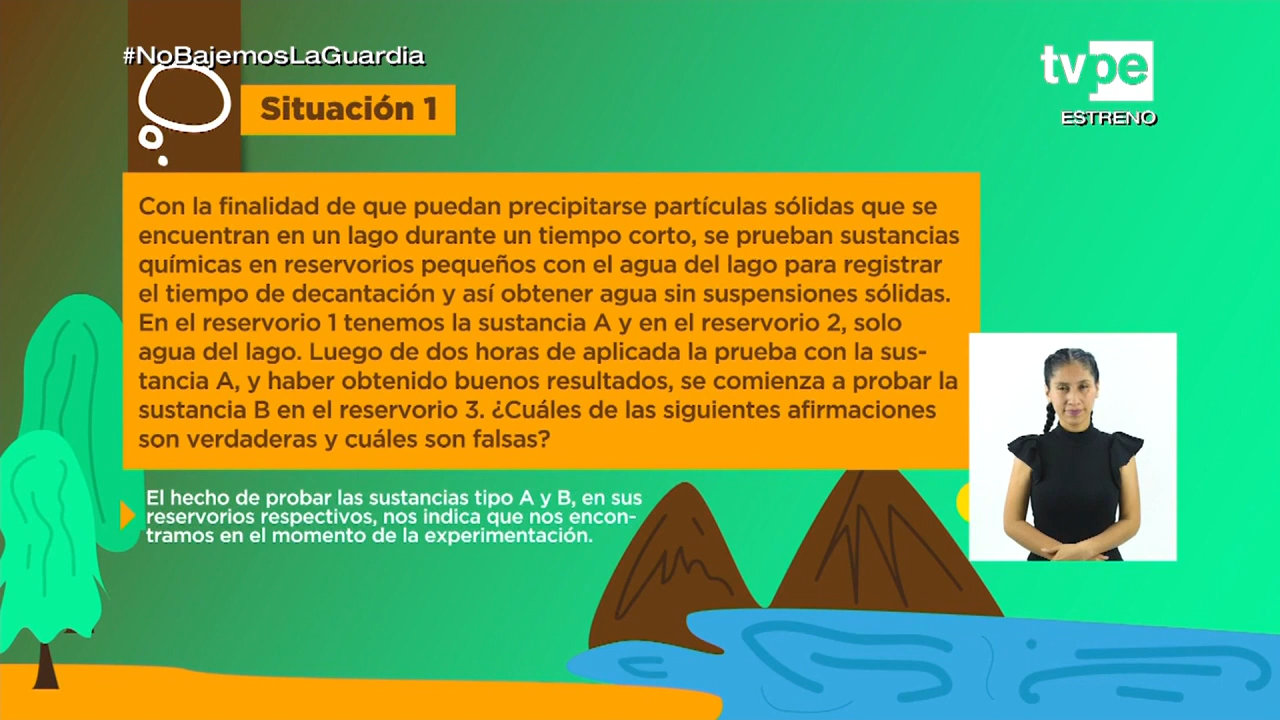 #NoBajemosLaGuardia
tvpe
ESTRENO
Situación 1
Con la finalidad de que puedan precipitarse partículas sólidas que se
encuentran en un lago durante un tiempo corto, se prueban sustancias
químicas en reservorios pequeños con el agua del lago para registrar
el tiempo de decantación y así obtener agua sin suspensiones sólidas.
En el reservorio 1 tenemos la sustancia A y en el reservorio 2, solo
agua del lago. Luego de dos horas de aplicada la prueba con la sus-
tancia A, y haber obtenido buenos resultados, se comienza a probar la
sustancia B en el reservorio 3. ¿Cuáles de las siguientes afirmaciones
son verdaderas y cuáles son falsas?
El hecho de probar las sustancias tipo A y B, en sus
reservorios respectivos, nos indica que nos encon-
tramos en el momento de la experimentación.